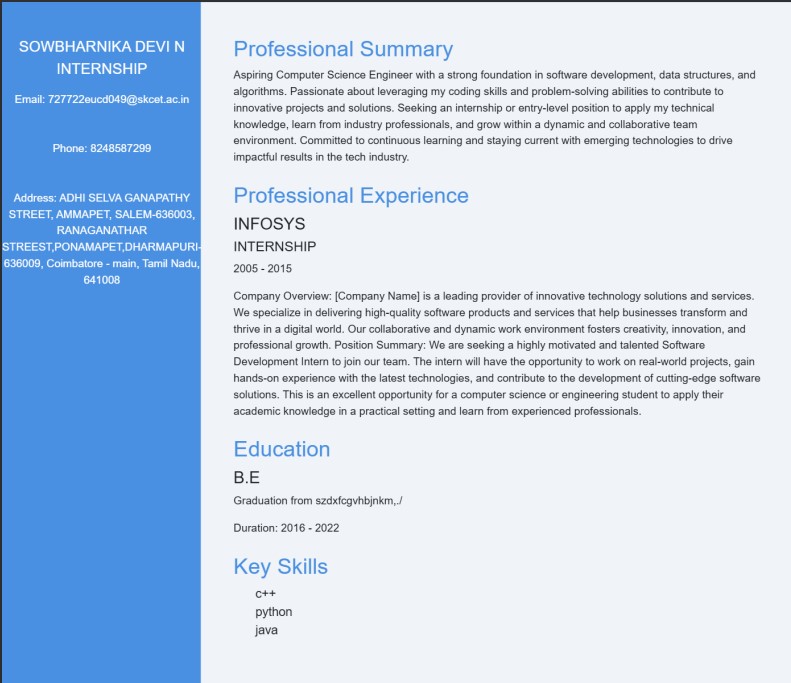 SOWBHARNIKA DEVI N
INTERNSHIP
Email: 727722eucd049@skcet.ac.in
Phone: 8248587299
Address: ADHI SELVA GANAPATHY
STREET, AMMAPET, SALEM-636003,
RANAGANATHAR
STREEST,PONAMAPET,DHARMAPURI-
636009, Coimbatore - main, Tamil Nadu,
641008
Professional Summary
Aspiring Computer Science Engineer with a strong foundation in software development, data structures, and
algorithms. Passionate about leveraging my coding skills and problem-solving abilities to contribute to
innovative projects and solutions. Seeking an internship or entry-level position to apply my technical
knowledge, learn from industry professionals, and grow within a dynamic and collaborative team
environment. Committed to continuous learning and staying current with emerging technologies to drive
impactful results in the tech industry.
Professional Experience
INFOSYS
INTERNSHIP
2005 - 2015
Company Overview: [Company Name] is a leading provider of innovative technology solutions and services.
We specialize in delivering high-quality software products and services that help businesses transform and
thrive in a digital world. Our collaborative and dynamic work environment fosters creativity, innovation, and
professional growth. Position Summary: We are seeking a highly motivated and talented Software
Development Intern to join our team. The intern will have the opportunity to work on real-world projects, gain
hands-on experience with the latest technologies, and contribute to the development of cutting-edge software
solutions. This is an excellent opportunity for a computer science or engineering student to apply their
academic knowledge in a practical setting and learn from experienced professionals.
Education
B.E
Graduation from szdxfcgvhbjnkm,./
Duration: 2016 - 2022
Key Skills
c++
python
java